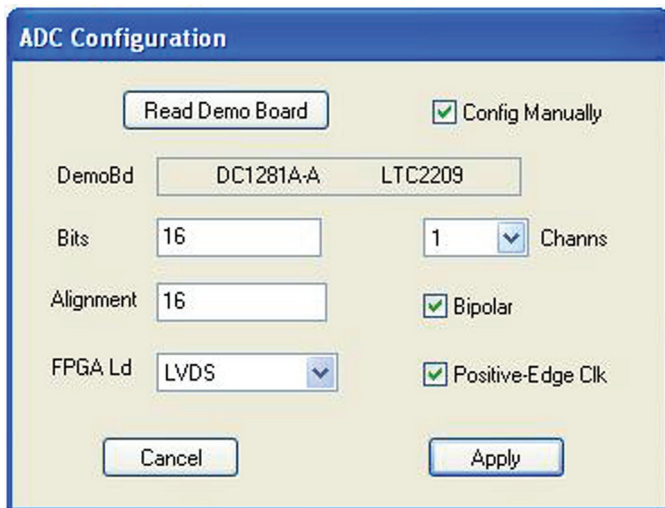 ADC Configuration
Read Demo Board Config Manually
DemoBd DC1281A-A LTC2209
Bits 16 1 Channs
Alignment 16 Bipolar
FPGA Ld LVDS Positive-Edge Clk
Cancel Apply